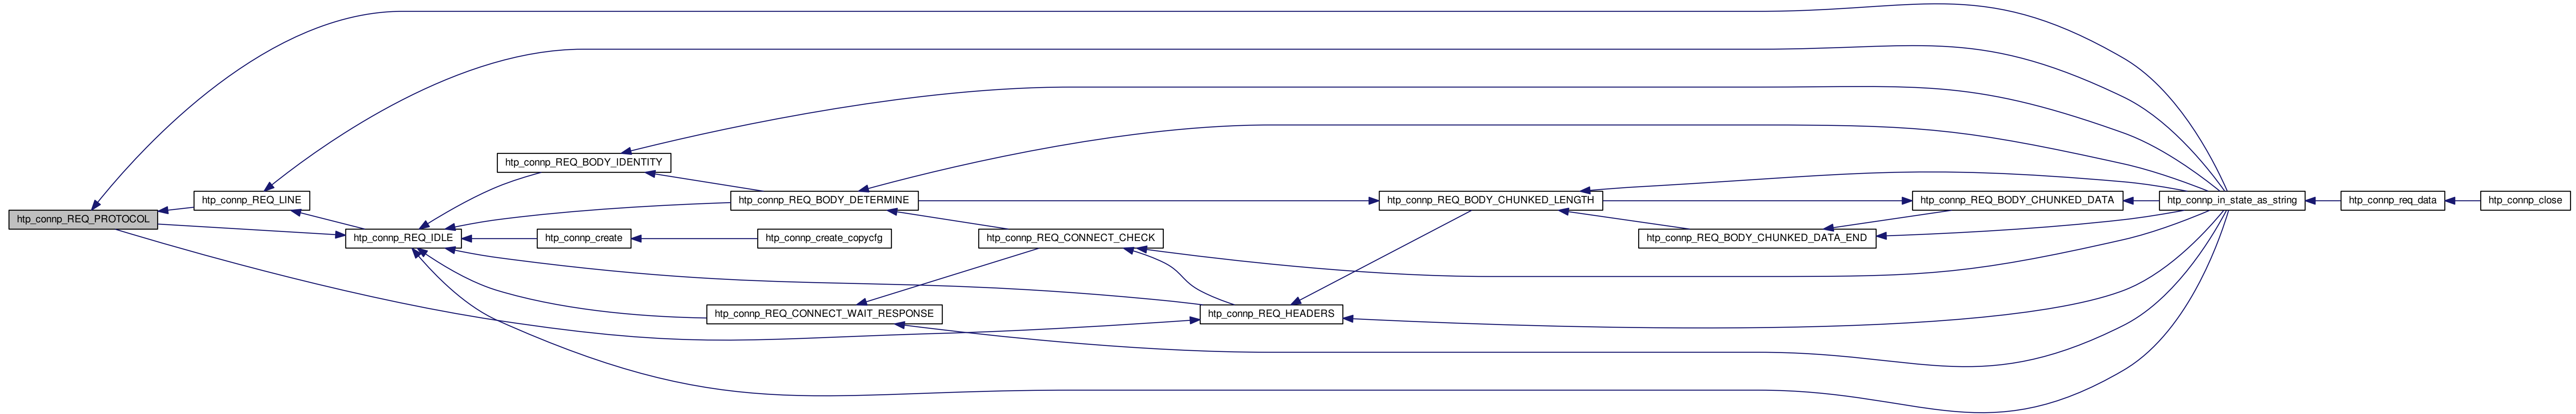 htp_connp_REQ_PROTOCOL
htp_connp_REQ_LINE
htp_connp_REQ_IDLE
htp_connp_REQ_BODY_IDENTITY
htp_connp_create
htp_connp_REQ_BODY_DETERMINE
htp_connp_create_copycfg
htp_connp_REQ_CONNECT_WAIT_RESPONSE
htp_connp_REQ_CONNECT_CHECK
htp_connp_REQ_HEADERS
htp_connp_REQ_BODY_CHUNKED_LENGTH
htp_connp_REQ_BODY_CHUNKED_DATA_END
htp_connp_REQ_BODY_CHUNKED_DATA
htp_connp_in_state_as_string
htp_connp_req_data
htp_connp_close